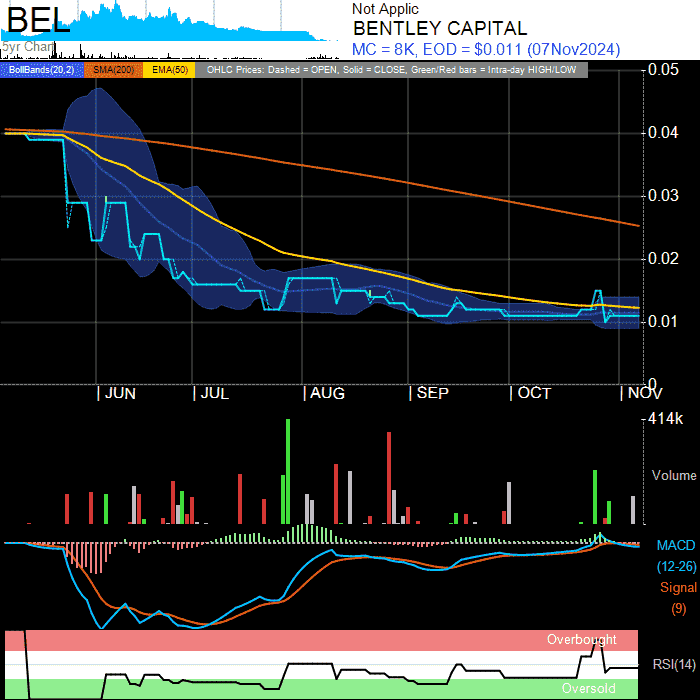 BEL
5yr Chart
Not Applic
BENTLEY CAPITAL
MC = 8K, EOD = $0.011 (07Nov2024)
BollBands(20,2) SMA(200) EMA(50) OHLC Prices: Dashed = OPEN, Solid = CLOSE, Green/Red bars = Intra-day HIGH/LOW
0.05
0.04
0.03
0.02
0.01
0
JUN JUL AUG SEP OCT NOV
414k
Volume
MACD
(12-26)
Signal
(9)
Overbought
RSI(14)
Oversold